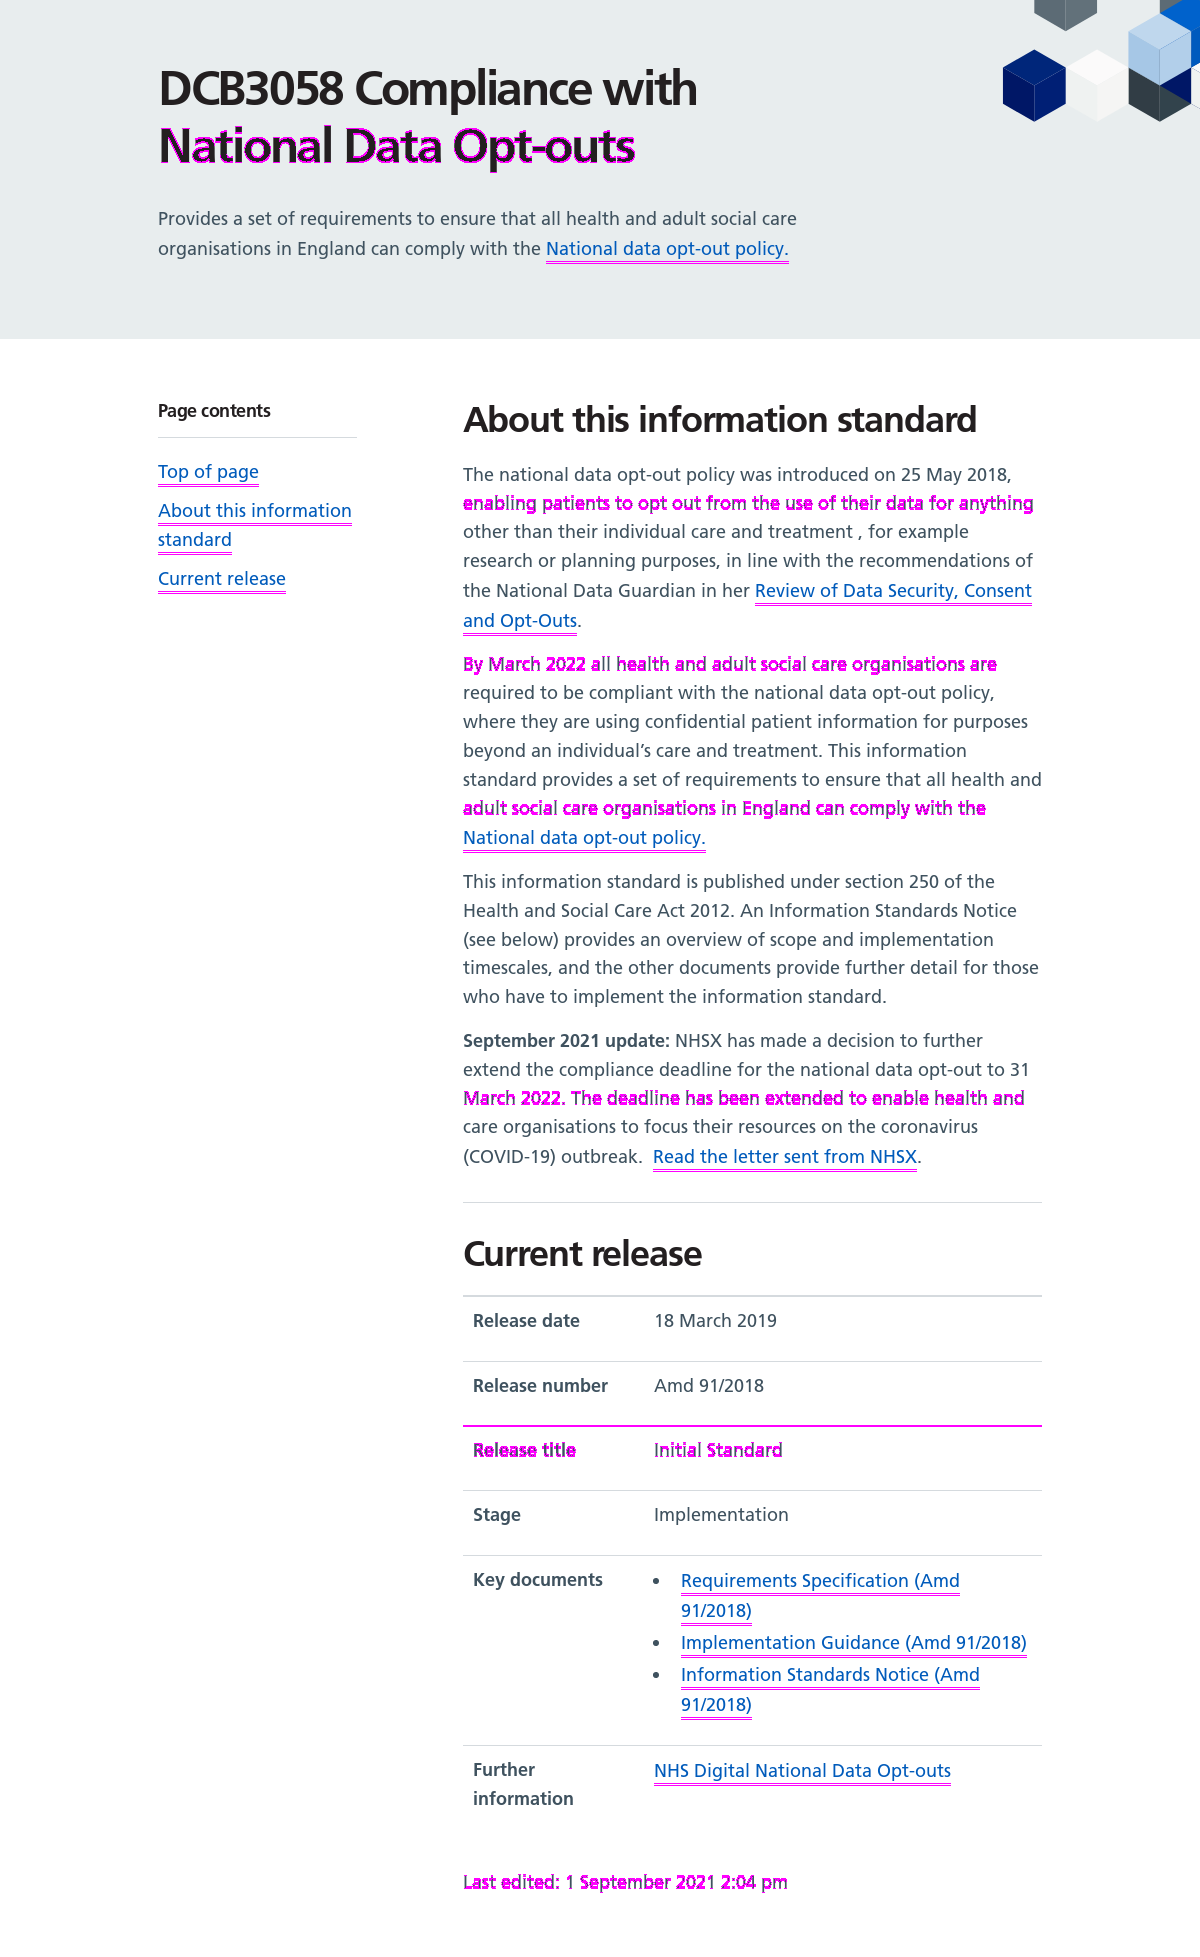 DCB3058 Compliance with
National Data Opt-outs
Provides a set of requirements to ensure that all health and adult social care
organisations in England can comply with the National data opt-out policy.
Page contents
Top of page
About this information
standard
Current release
About this information standard
The national data opt-out policy was introduced on 25 May 2018,
enabling patients to opt out from the use of their data for anything
other than their individual care and treatment , for example
research or planning purposes, in line with the recommendations of
the National Data Guardian in her Review of Data Security, Consent
and Opt-Outs.
By March 2022 all health and adult social care organisations are
required to be compliant with the national data opt-out policy,
where they are using confidential patient information for purposes
beyond an individual’s care and treatment. This information
standard provides a set of requirements to ensure that all health and
adult social care organisations in England can comply with the
National data opt-out policy.
This information standard is published under section 250 of the
Health and Social Care Act 2012. An Information Standards Notice
(see below) provides an overview of scope and implementation
timescales, and the other documents provide further detail for those
who have to implement the information standard.
September 2021 update: NHSX has made a decision to further
extend the compliance deadline for the national data opt-out to 31
March 2022. The deadline has been extended to enable health and
care organisations to focus their resources on the coronavirus
(COVID-19) outbreak.  Read the letter sent from NHSX.
Current release
Release date 18 March 2019
Release number Amd 91/2018
Release title Initial Standard
Stage Implementation
Key documents • Requirements Specification (Amd
91/2018)
• Implementation Guidance (Amd 91/2018)
• Information Standards Notice (Amd
91/2018)
Further NHS Digital National Data Opt-outs
information
Last edited: 1 September 2021 2:04 pm